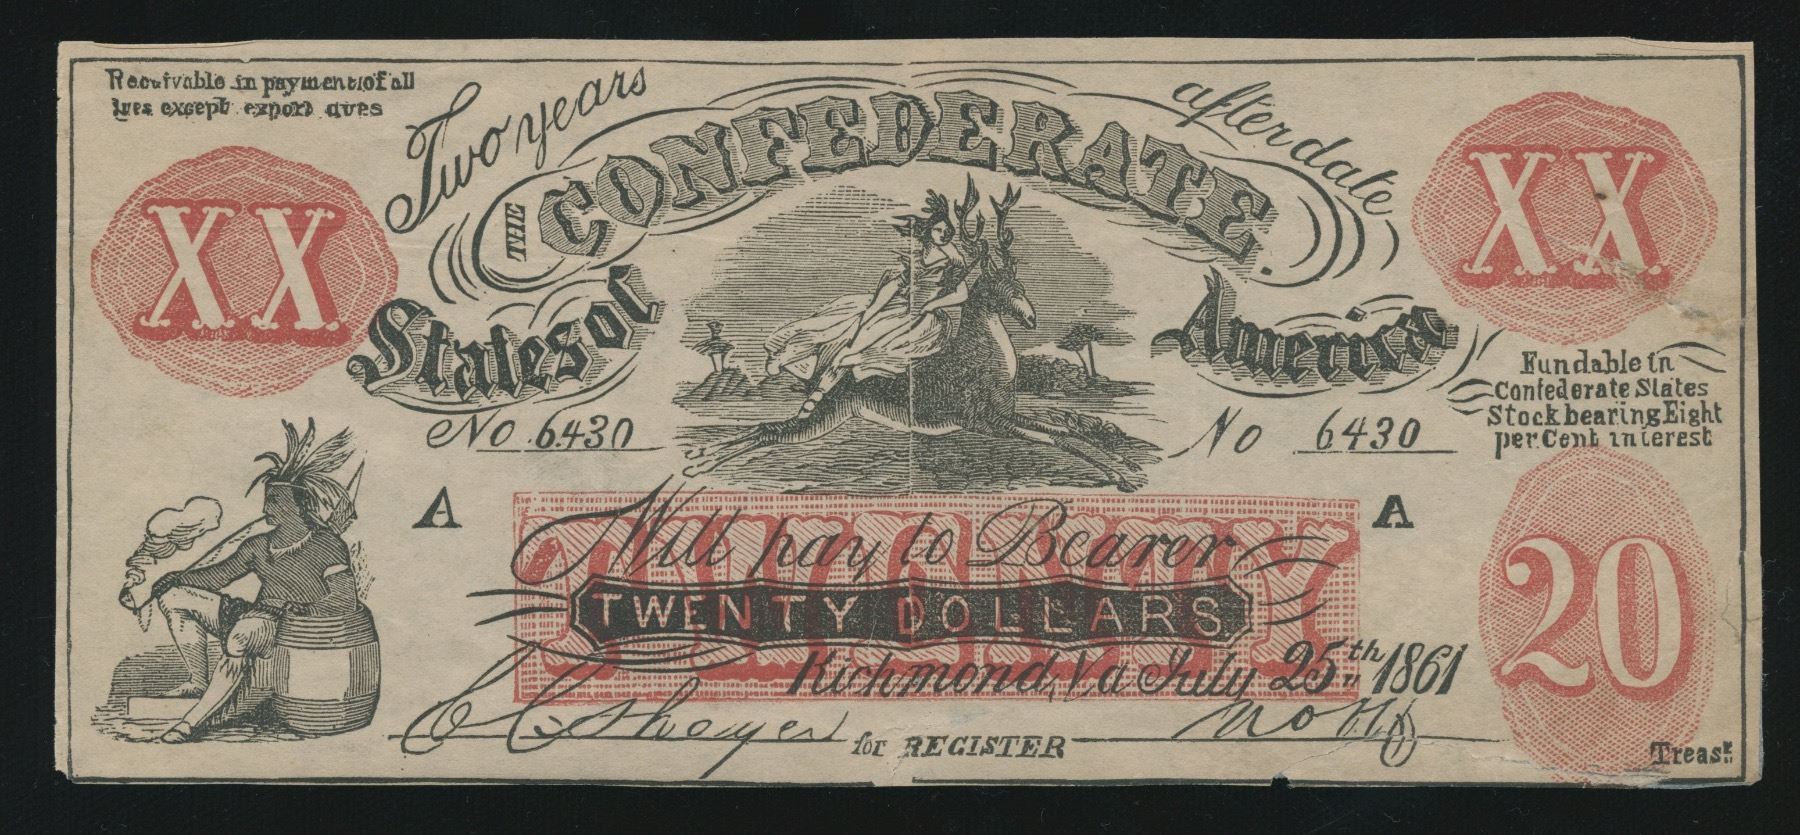 Receivable in payment of all
dues except export dues
Two years after date
THE CONFEDERATE.
States of America
XX
XX
Fundable in
Confederate States
Stock bearing Eight
per Cent interest
No 6430
No 6430
A
A
TWENTY
Will pay to Bearer
TWENTY DOLLARS
Richmond, Va July 25th 1861
20
for REGISTER
Treasr